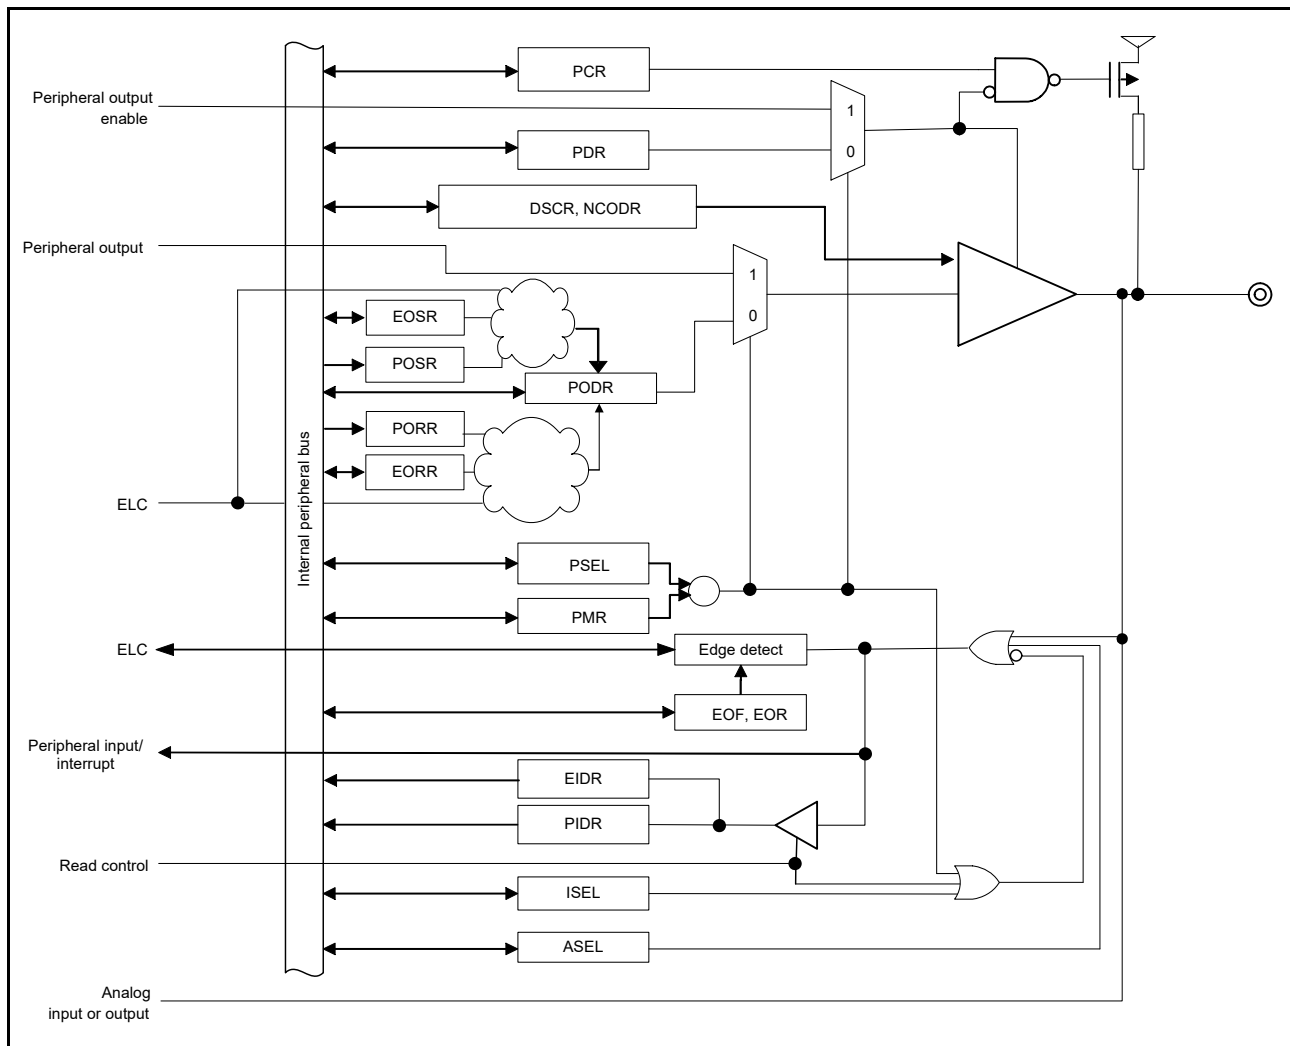 PCR
Peripheral output
enable
1
PDR
0
DSCR, NCODR
Peripheral output
1
EOSR
0
POSR
PODR
PORR
EORR
ELC
Internal peripheral bus
PSEL
PMR
ELC
Edge detect
EOF, EOR
Peripheral input/
interrupt
EIDR
PIDR
Read control
ISEL
ASEL
Analog
input or output